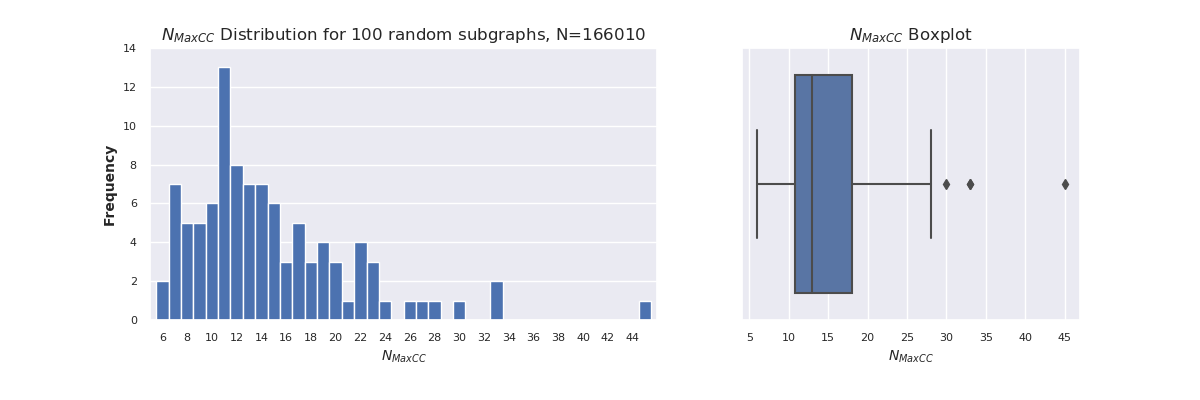 N_MaxCC Distribution for 100 random subgraphs, N=166010
Frequency
14
12
10
8
6
4
2
0
6 8 10 12 14 16 18 20 22 24 26 28 30 32 34 36 38 40 42 44
N_MaxCC
N_MaxCC Boxplot
5 10 15 20 25 30 35 40 45
N_MaxCC